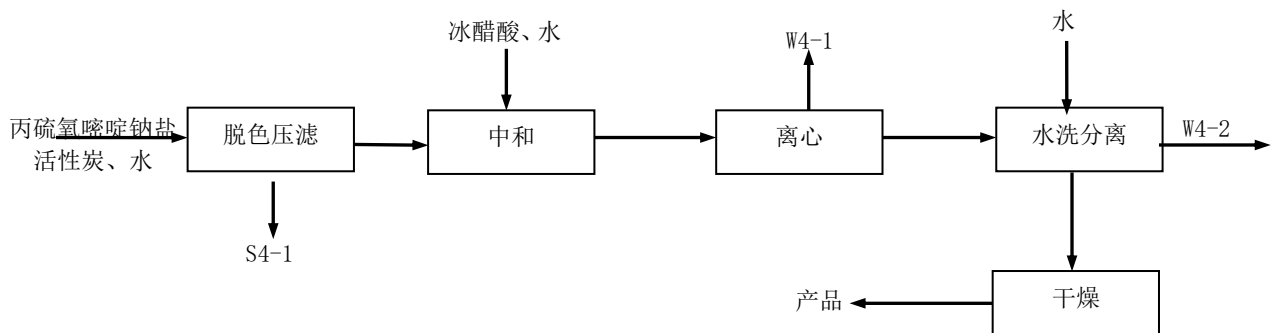 冰醋酸、水
W4-1
水
丙硫氧嘧啶钠盐
活性炭、水
脱色压滤
中和
离心
水洗分离
W4-2
S4-1
产品
干燥